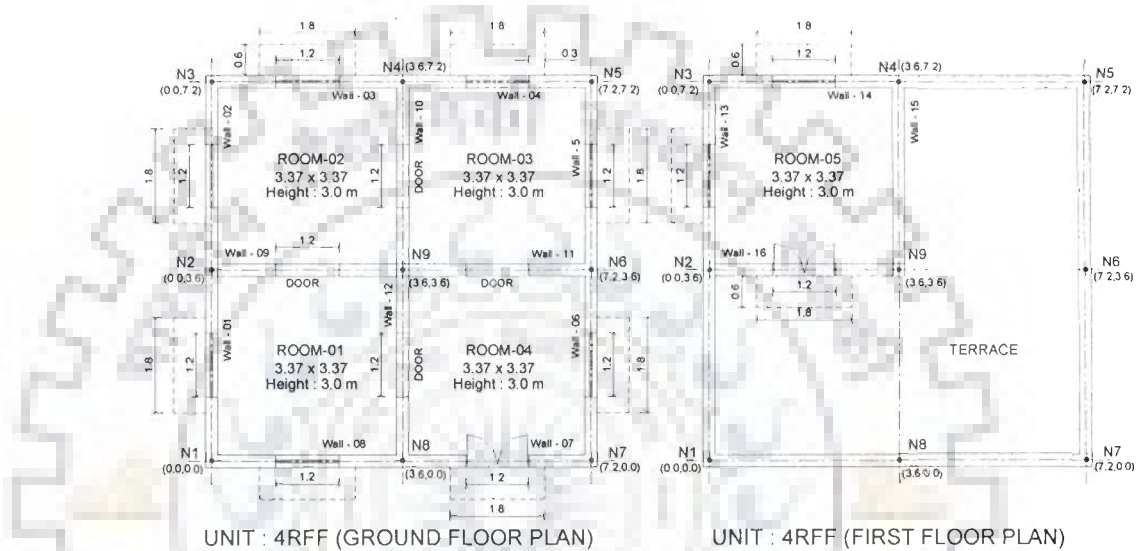 1.8
1.8
1.8
0.6
1.2
1.2
0.3
0.6
1.2
N3
N4 (3.6,7.2)
N5
N3
N4 (3.6,7.2)
N5
(0.0,7.2)
Wall - 03
Wall - 04
(7.2,7.2)
(0.0,7.2)
Wall - 14
(7.2,7.2)
Wall - 02
Wall - 10
Wall - 5
Wall - 13
Wall - 15
ROOM-02
3.37 x 3.37
Height : 3.0 m
ROOM-03
3.37 x 3.37
Height : 3.0 m
ROOM-05
3.37 x 3.37
Height : 3.0 m
1.8
1.2
1.2
DOOR
1.2
1.8
1.2
Wall - 09
1.2
Wall - 11
Wall - 16
N2
(0.0,3.6)
N9
(3.6,3.6)
N6
(7.2,3.6)
N2
(0.0,3.6)
N9
(3.6,3.6)
N6
(7.2,3.6)
DOOR
DOOR
0.6
1.2
1.8
Wall - 01
Wall - 12
Wall - 06
ROOM-01
3.37 x 3.37
Height : 3.0 m
ROOM-04
3.37 x 3.37
Height : 3.0 m
TERRACE
1.8
1.2
1.2
DOOR
1.2
1.8
N1
(0.0,0.0)
Wall - 08
N8
(3.6,0.0)
Wall - 07
N7
(7.2,0.0)
N1
(0.0,0.0)
N8
(3.6,0.0)
N7
(7.2,0.0)
1.2
1.2
1.8
UNIT : 4RFF (GROUND FLOOR PLAN)
UNIT : 4RFF (FIRST FLOOR PLAN)